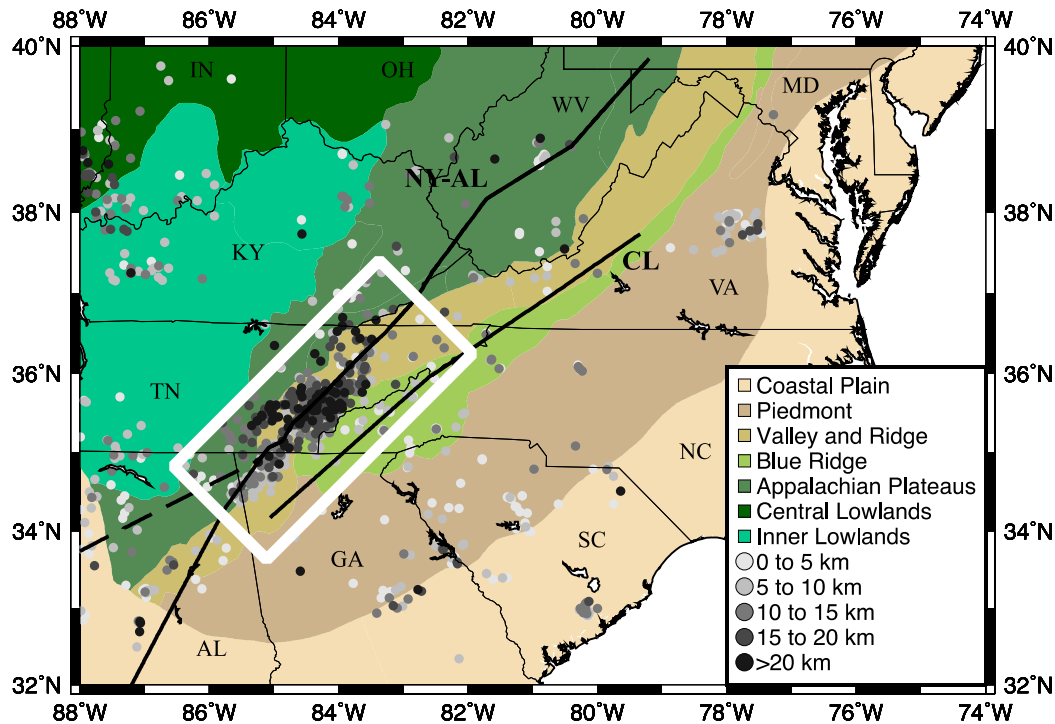 88°W 86°W 84°W 82°W 80°W 78°W 76°W 74°W
40°N 40°N
IN OH MD
WV
NY-AL
38°N 38°N
KY
CL
VA
36°N 36°N
TN
Coastal Plain
Piedmont
Valley and Ridge
NC
Blue Ridge
Appalachian Plateaus
Central Lowlands
34°N 34°N
Inner Lowlands
SC
GA
0 to 5 km
5 to 10 km
10 to 15 km
15 to 20 km
AL
>20 km
32°N 32°N
88°W 86°W 84°W 82°W 80°W 78°W 76°W 74°W